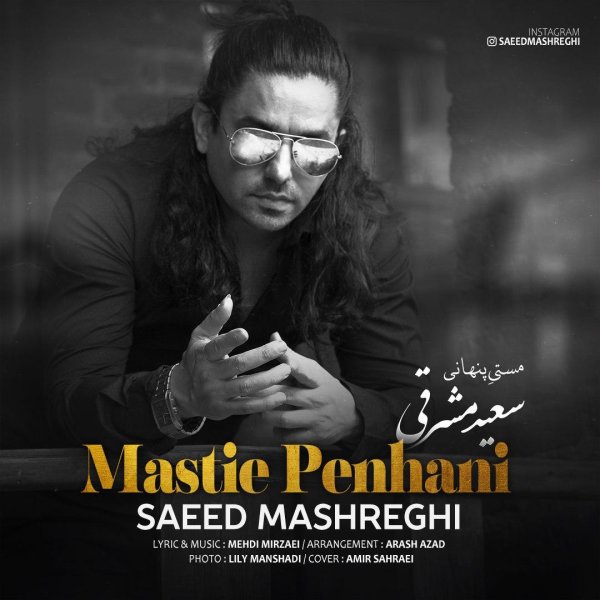 INSTAGRAM
SAEEDMASHREGHI
مستیِ پنهانی
سعید مشرقی
Mastie Penhani
SAEED MASHREGHI
LYRIC & MUSIC : MEHDI MIRZAEI / ARRANGEMENT : ARASH AZAD
PHOTO : LILY MANSHADI / COVER : AMIR SAHRAEI